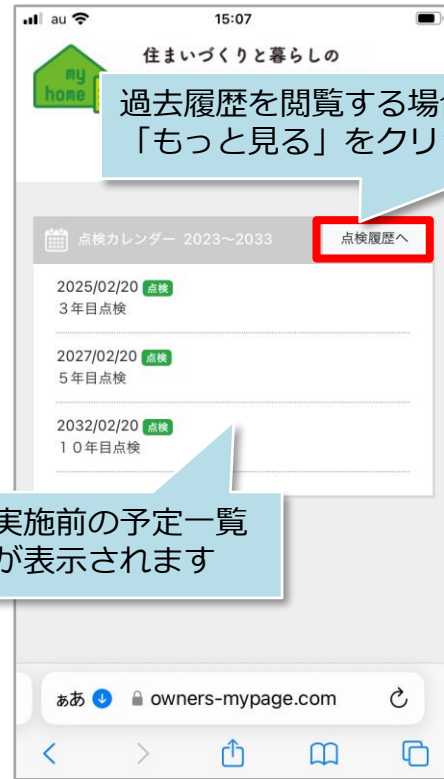 au
15:07
住まいづくりと暮らしの
my
home
過去履歴を閲覧する場
「もっと見る」をクリ
点検カレンダー 2023～2033
点検履歴へ
2025/02/20 点検
３年目点検
2027/02/20 点検
５年目点検
2032/02/20 点検
１０年目点検
実施前の予定一覧
が表示されます
ぁあ
owners-mypage.com